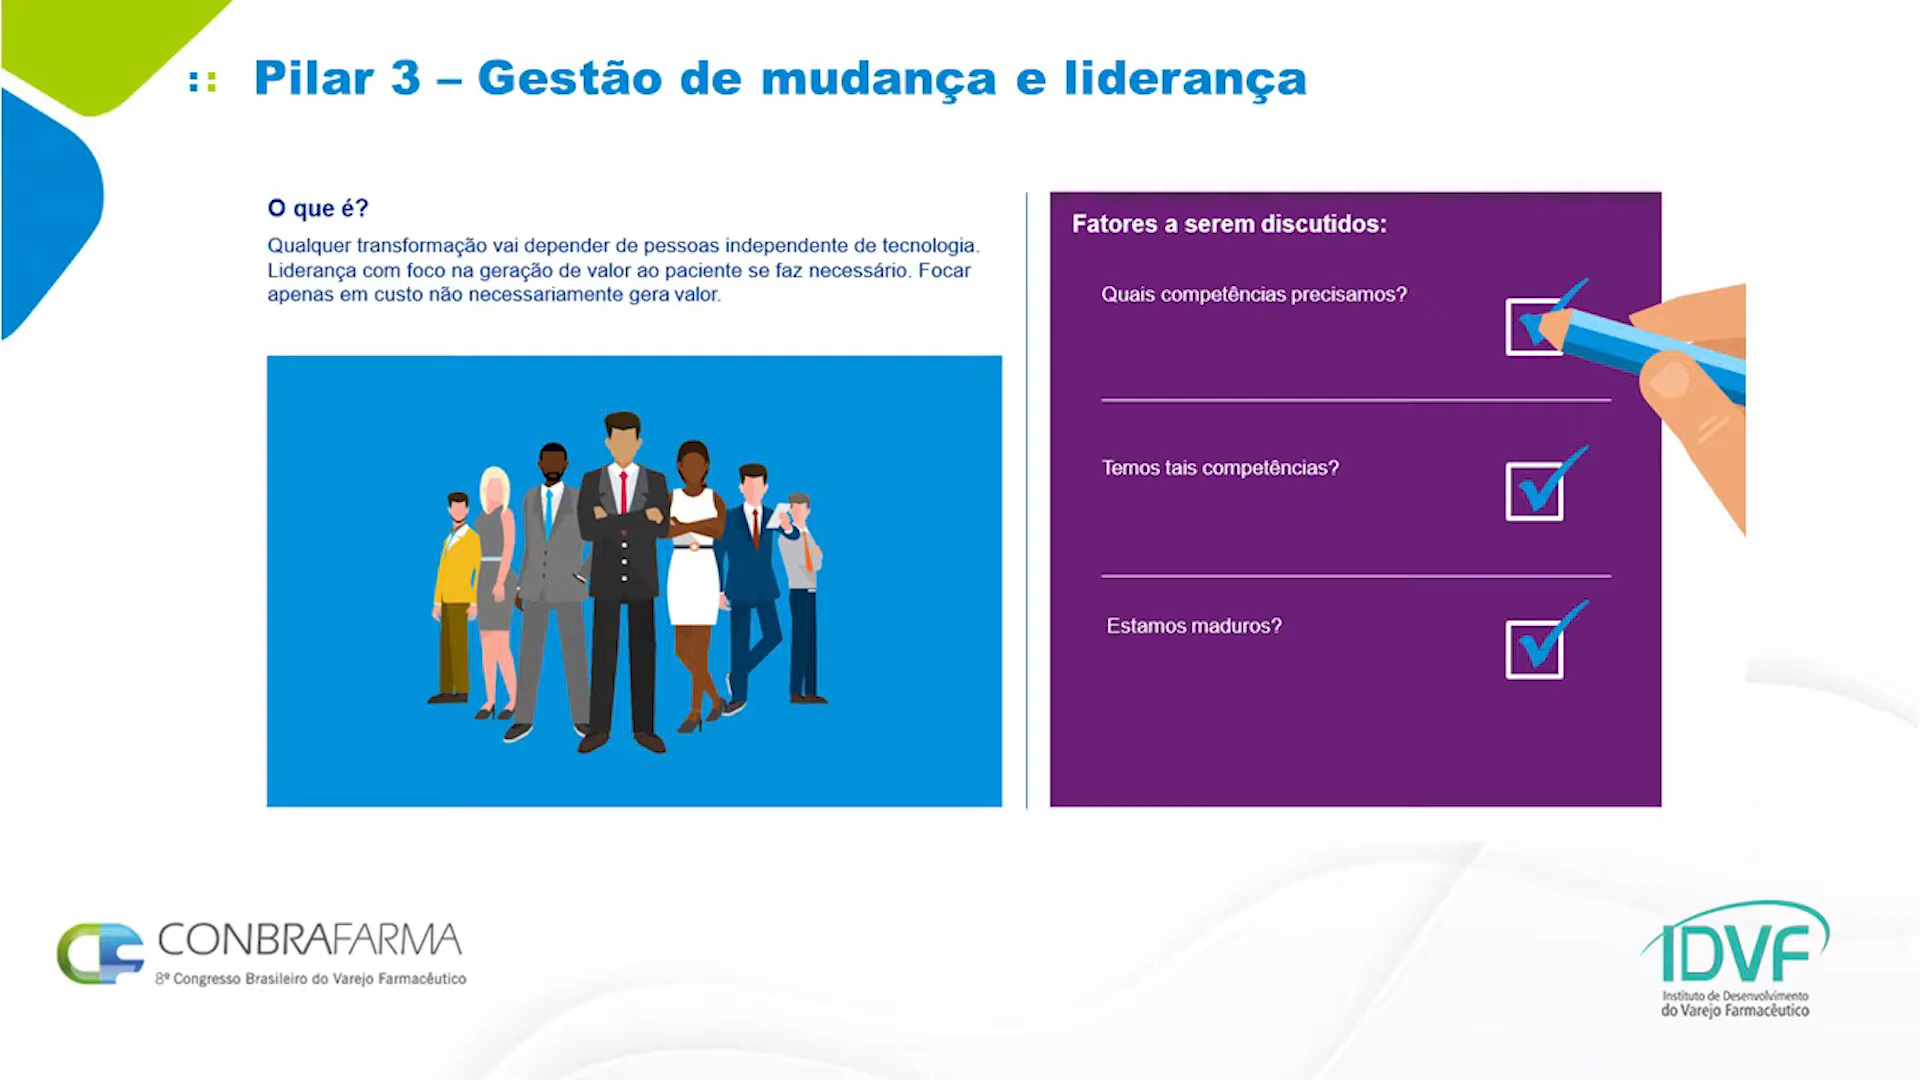 Pilar 3 – Gestão de mudança e liderança
O que é?
Qualquer transformação vai depender de pessoas independente de tecnologia.
Liderança com foco na geração de valor ao paciente se faz necessário. Focar
apenas em custo não necessariamente gera valor.
Fatores a serem discutidos:
Quais competências precisamos?
Temos tais competências?
Estamos maduros?
CONBRAFARMA
8º Congresso Brasileiro do Varejo Farmacêutico
IDVF
Instituto de Desenvolvimento
do Varejo Farmacêutico